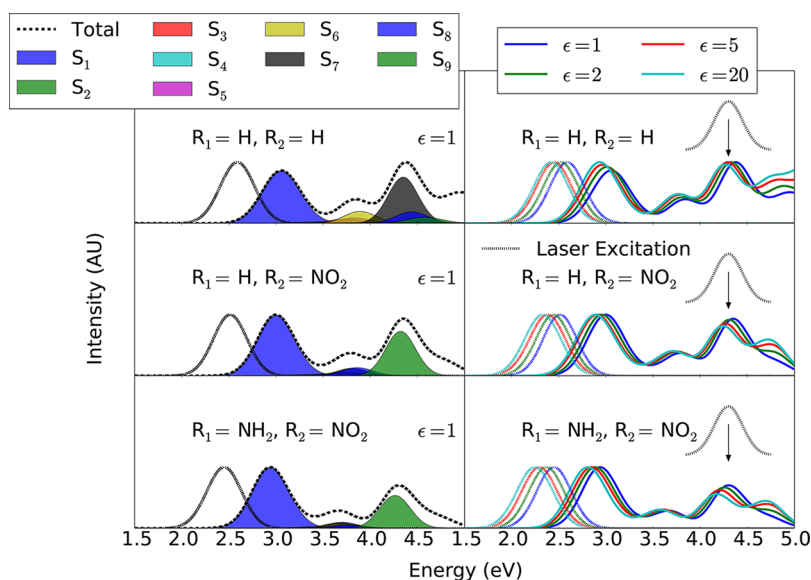 Total
S₁
S₂
S₃
S₄
S₅
S₆
S₇
S₈
S₉
ϵ=1
ϵ=2
ϵ=5
ϵ=20
R₁= H, R₂= H ϵ=1
R₁= H, R₂= H
Laser Excitation
R₁= H, R₂= NO₂ ϵ=1
R₁= H, R₂= NO₂
R₁= NH₂, R₂= NO₂ ϵ=1
R₁= NH₂, R₂= NO₂
Intensity (AU)
1.5 2.0 2.5 3.0 3.5 4.0 4.5 1.5 2.0 2.5 3.0 3.5 4.0 4.5 5.0
Energy (eV)